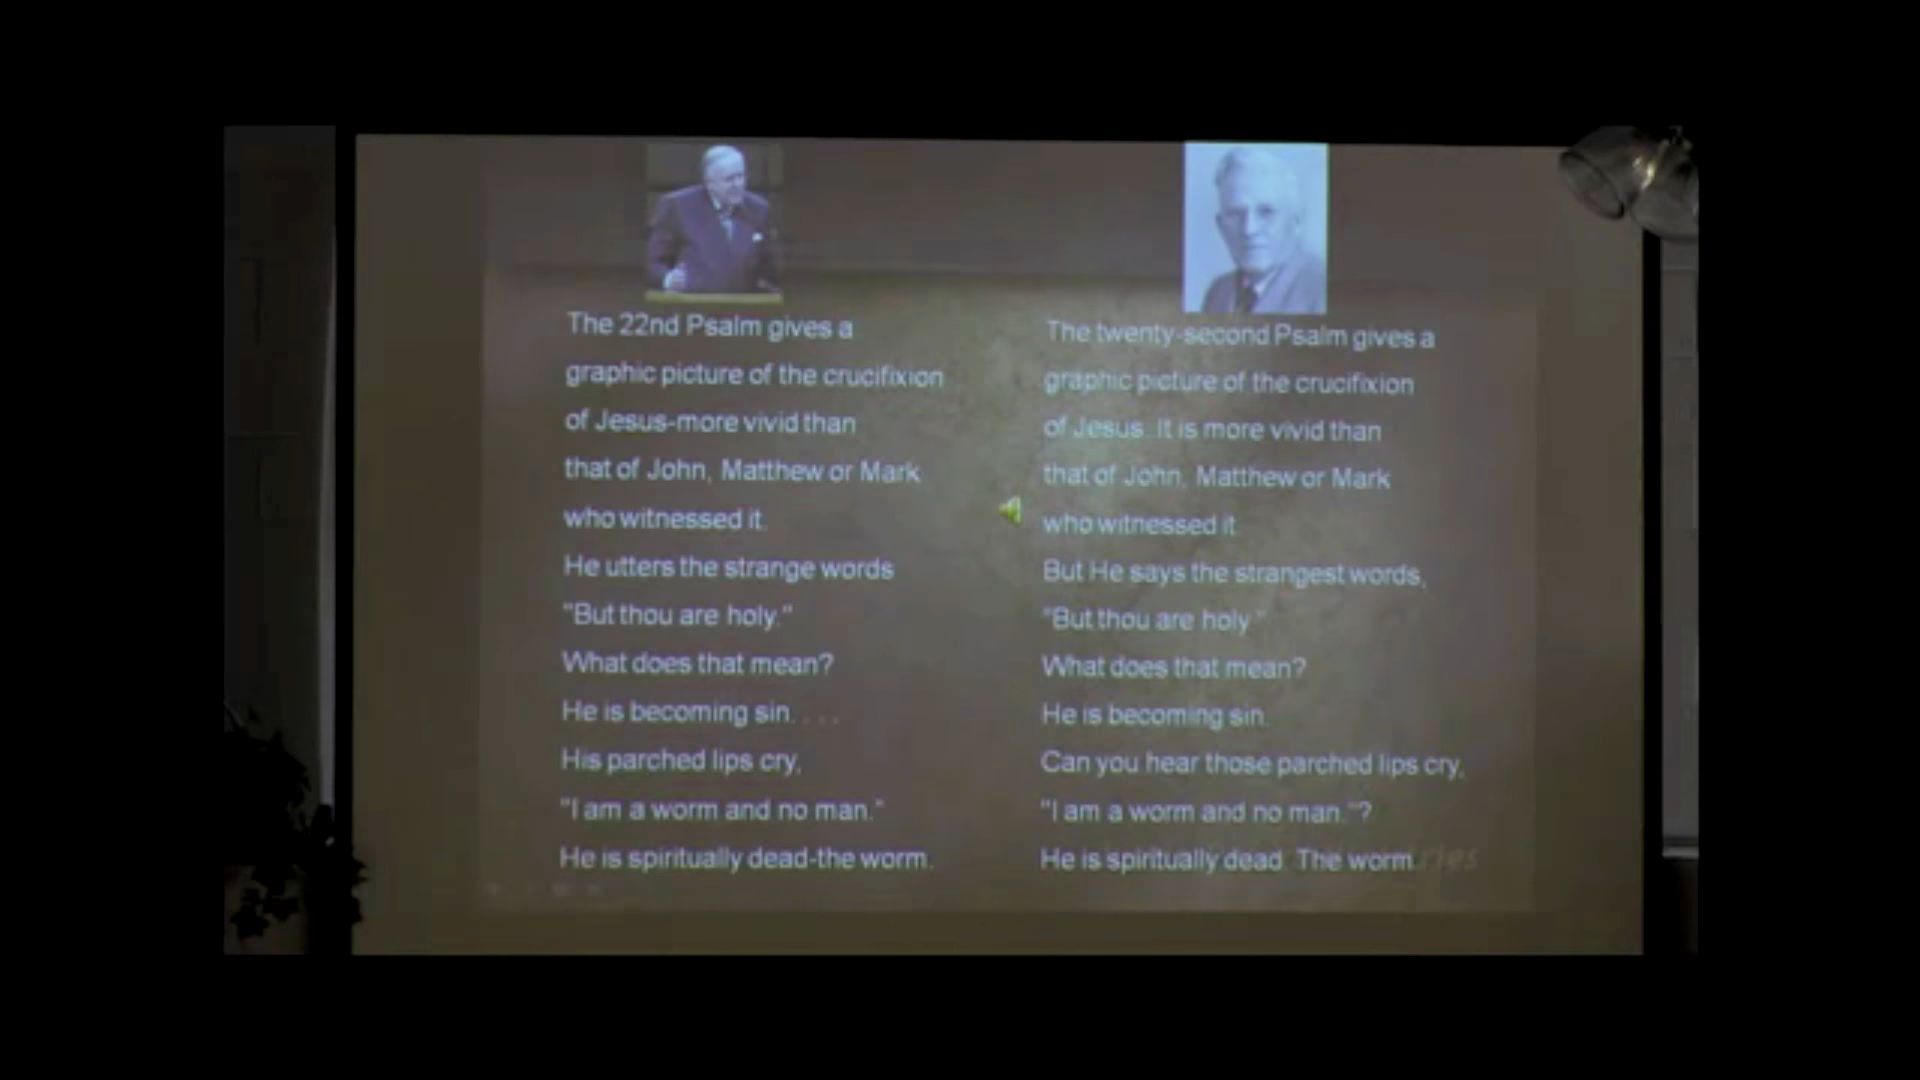 The 22nd Psalm gives a
graphic picture of the crucifixion
of Jesus-more vivid than
that of John, Matthew or Mark
who witnessed it.
He utters the strange words
"But thou are holy."
What does that mean?
He is becoming sin. . . .
His parched lips cry,
"I am a worm and no man."
He is spiritually dead-the worm.
The twenty-second Psalm gives a
graphic picture of the crucifixion
of Jesus. It is more vivid than
that of John, Matthew or Mark
who witnessed it.
But He says the strangest words,
"But thou are holy."
What does that mean?
He is becoming sin.
Can you hear those parched lips cry,
"I am a worm and no man."?
He is spiritually dead. The worm.